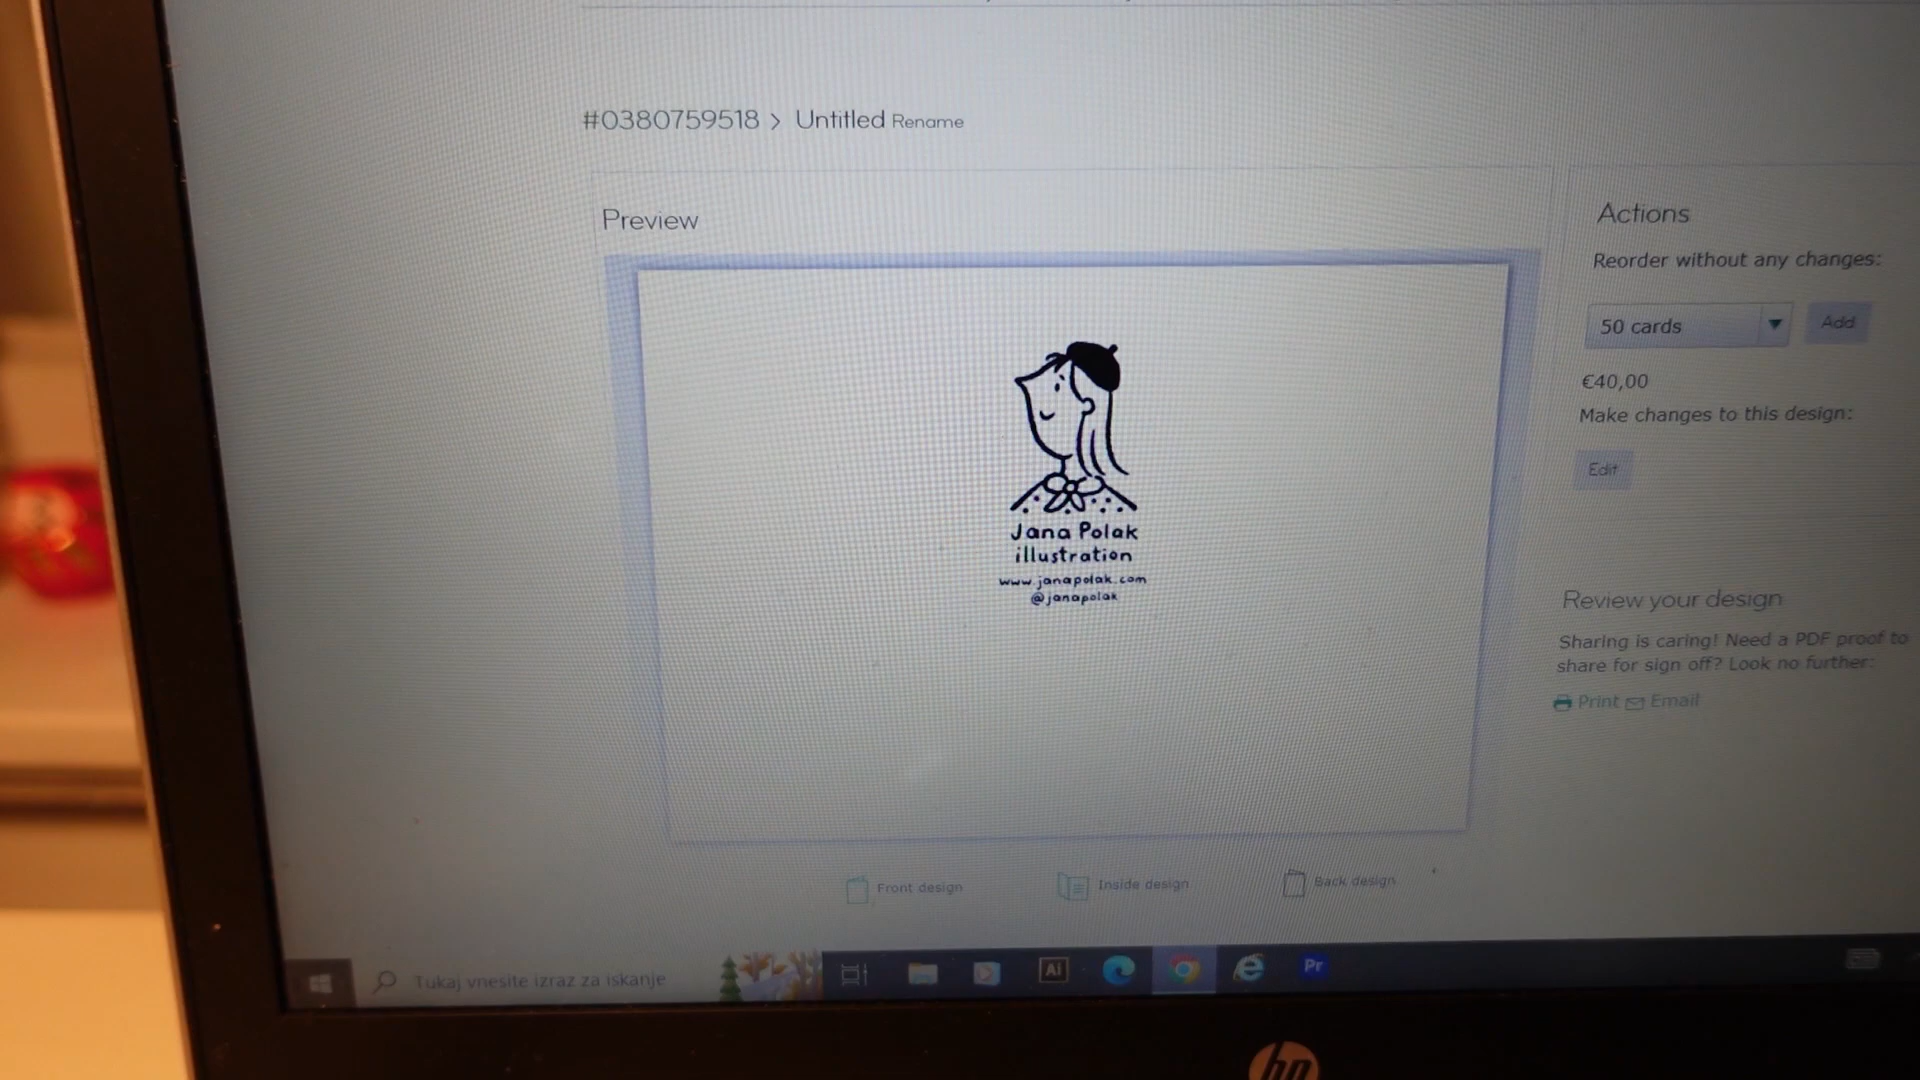 #0380759518 > Untitled Rename
Preview
Jana Polak
illustration
www.janapolak.com
@janapolak
Front design
Inside design
Back design
Actions
Reorder without any changes:
50 cards
Add
€40,00
Make changes to this design:
Edit
Review your design
Sharing is caring! Need a PDF proof to
share for sign off? Look no further:
Print Email
Tukaj vnesite izraz za iskanje
Ai
Pr
hp